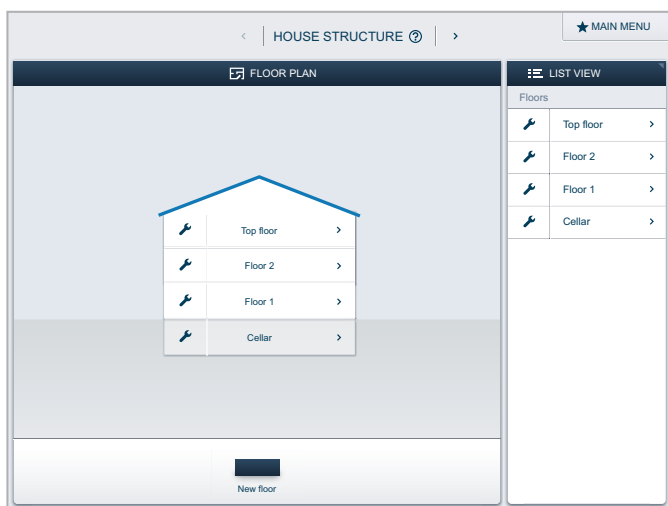 HOUSE STRUCTURE
MAIN MENU
FLOOR PLAN
Top floor
Floor 2
Floor 1
Cellar
New floor
LIST VIEW
Floors
Top floor
Floor 2
Floor 1
Cellar